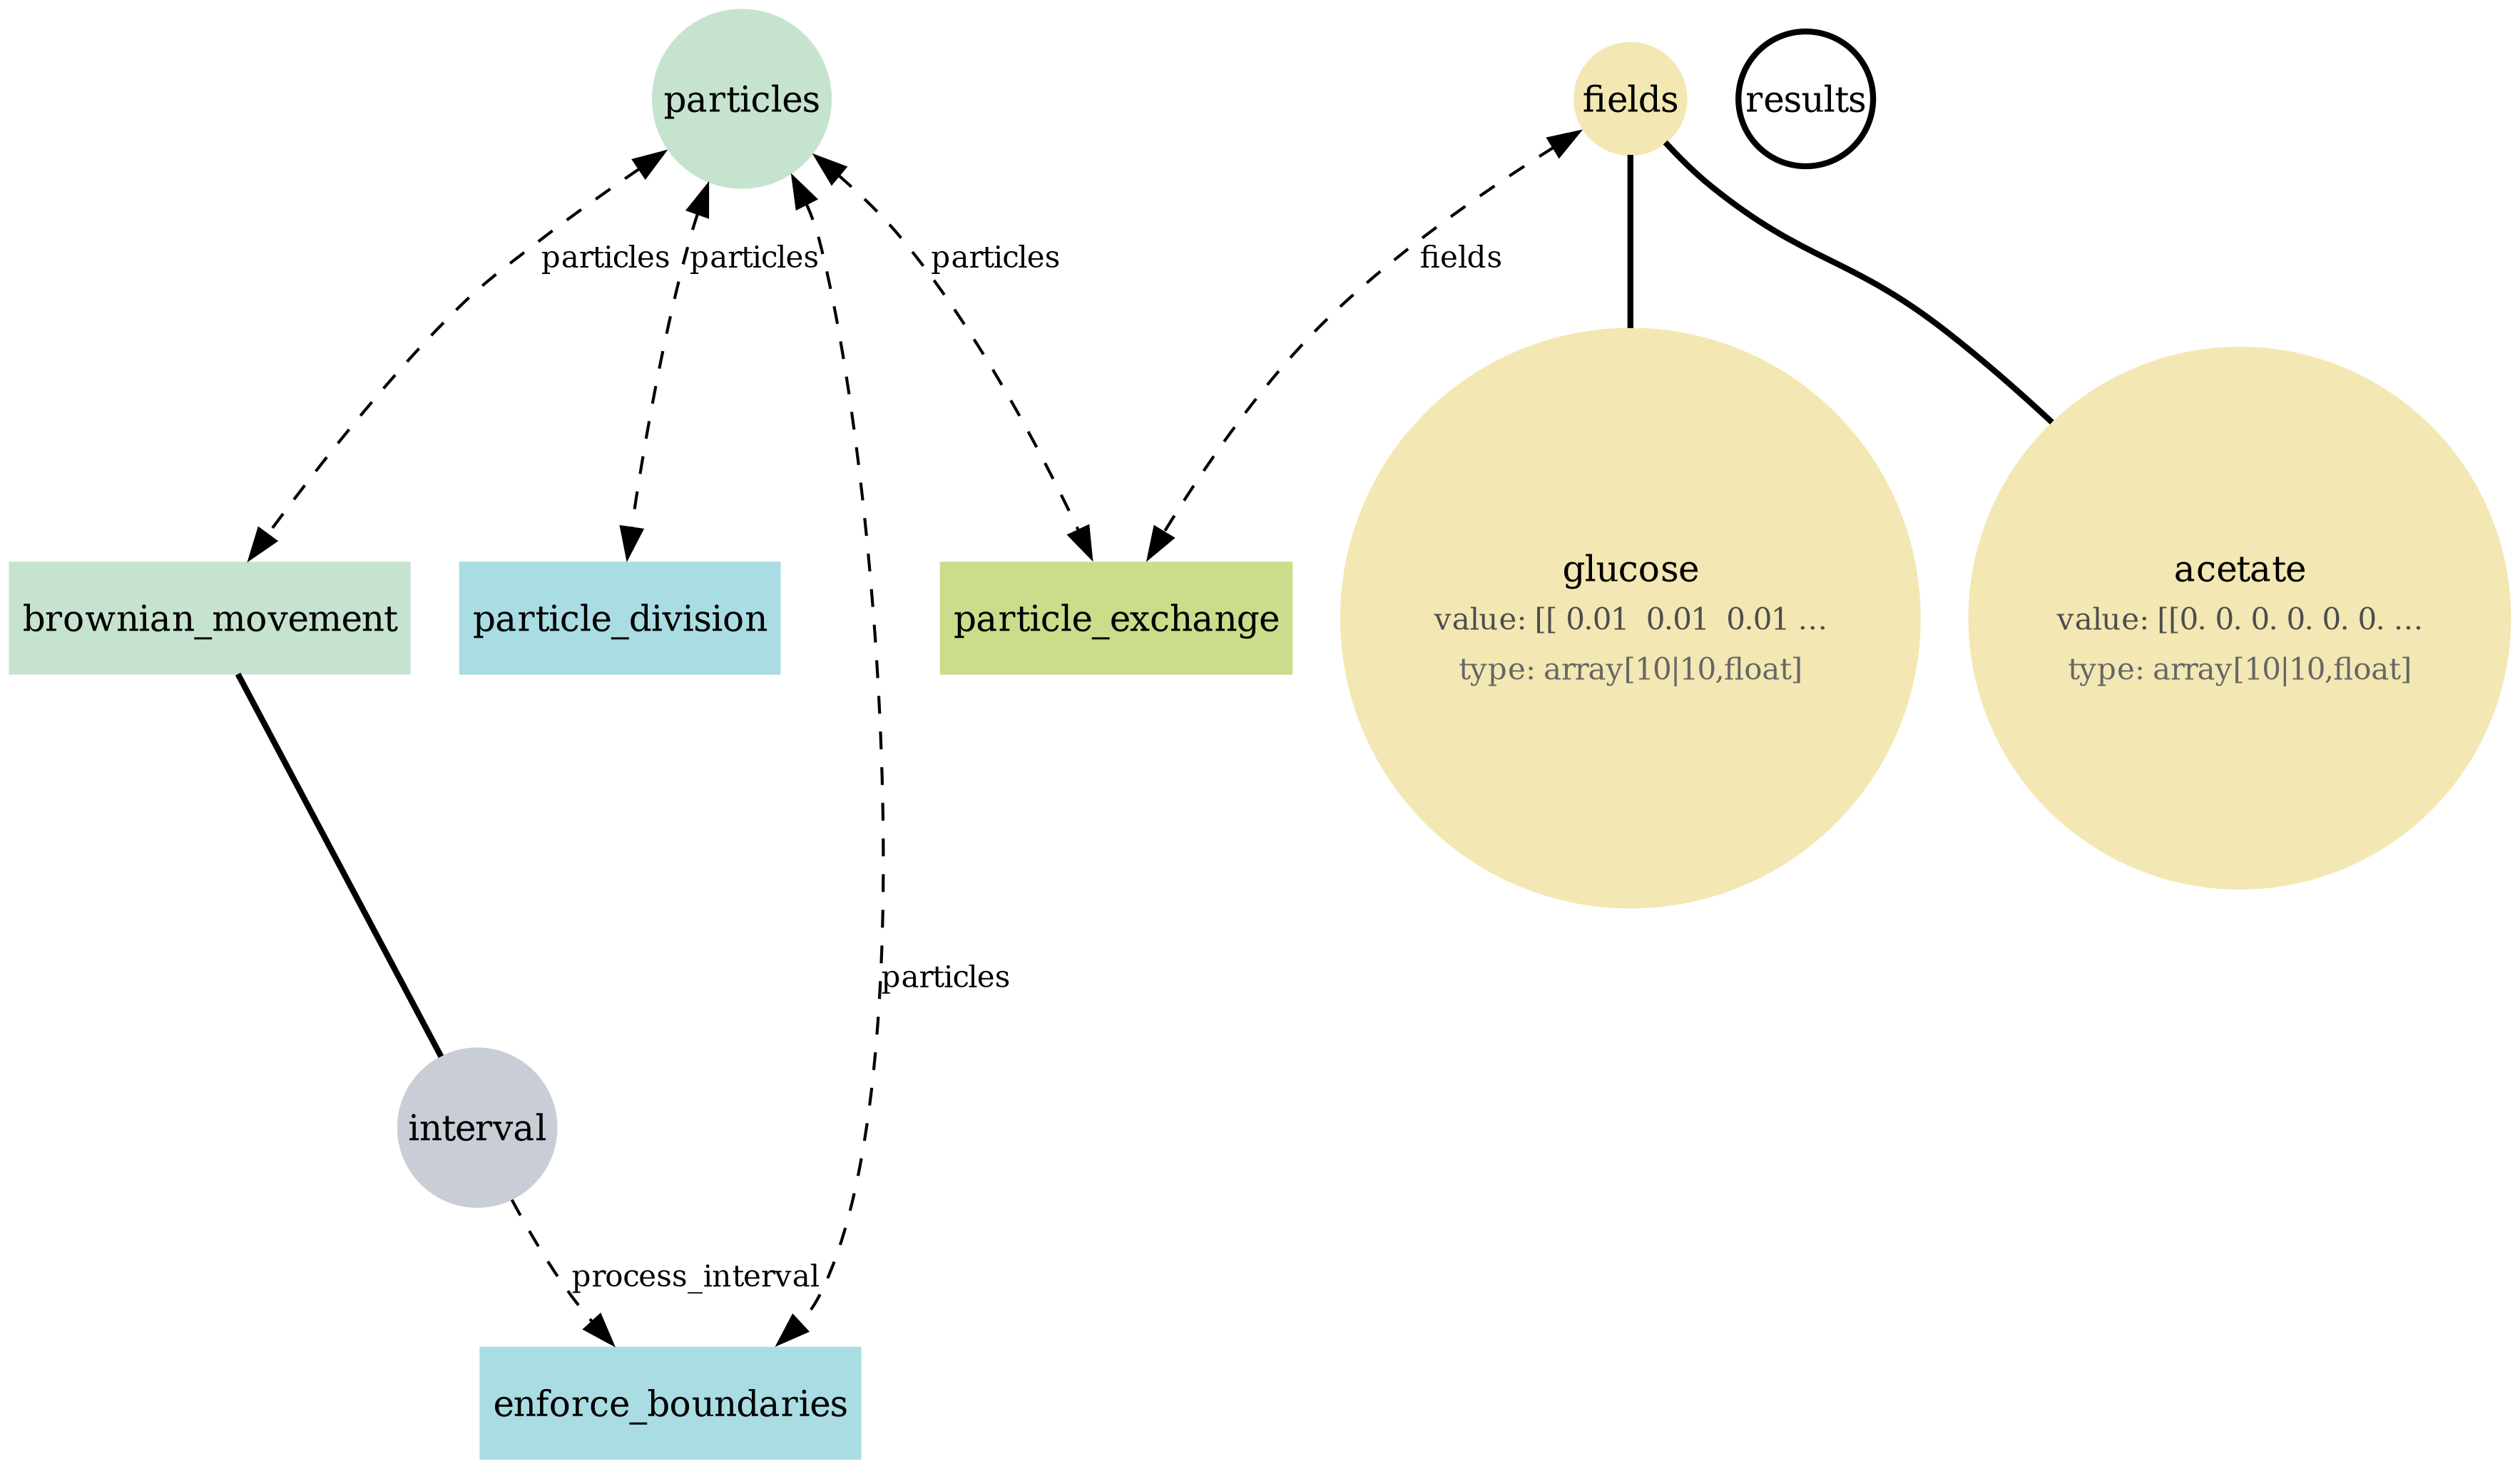 particles
fields
results
particles
particles
particles
fields
brownian_movement
particle_division
particle_exchange
glucose
value: [[ 0.01  0.01  0.01 …
type: array[10|10,float]
acetate
value: [[0. 0. 0. 0. 0. 0. …
type: array[10|10,float]
particles
interval
process_interval
enforce_boundaries